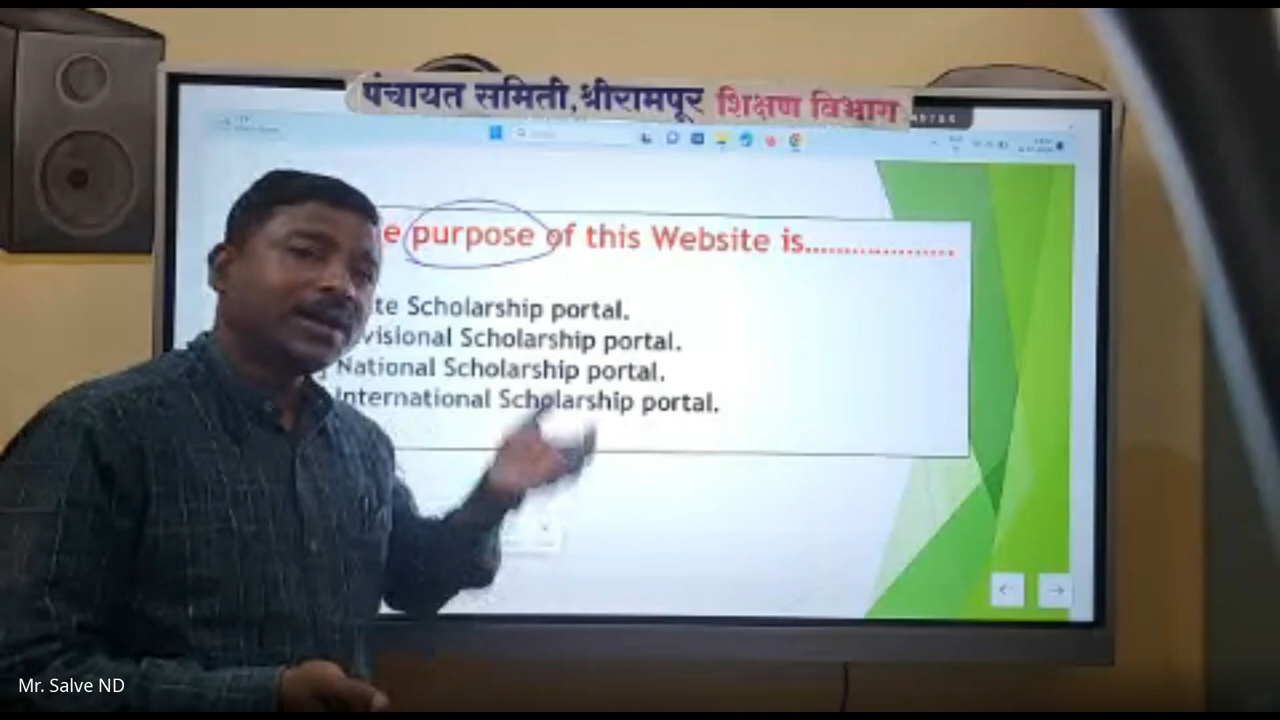 पंचायत समिती,श्रीरामपूर शिक्षण विभाग
e purpose of this Website is...................
te Scholarship portal.
visional Scholarship portal.
National Scholarship portal.
International Scholarship portal.
Mr. Salve ND